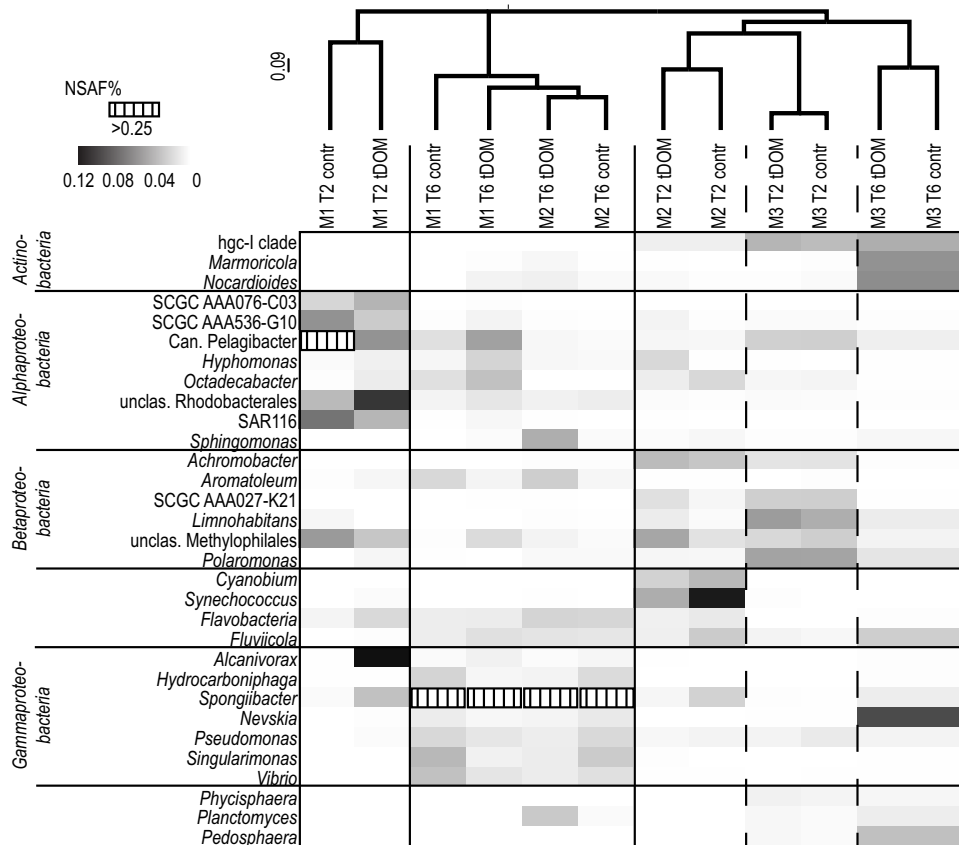 0.09
NSAF%
>0.25
0.12 0.08 0.04 0
M1 T2 contr
M1 T2 tDOM
M1 T6 contr
M1 T6 tDOM
M2 T6 tDOM
M2 T6 contr
M2 T2 tDOM
M2 T2 contr
M3 T2 tDOM
M3 T2 contr
M3 T6 tDOM
M3 T6 contr
Actino-
bacteria
hgc-I clade
Marmoricola
Nocardioides
Alphaproteo-
bacteria
SCGC AAA076-C03
SCGC AAA536-G10
Can. Pelagibacter
Hyphomonas
Octadecabacter
unclas. Rhodobacterales
SAR116
Sphingomonas
Betaproteo-
bacteria
Achromobacter
Aromatoleum
SCGC AAA027-K21
Limnohabitans
unclas. Methylophilales
Polaromonas
Cyanobium
Synechococcus
Flavobacteria
Fluviicola
Gammaproteo-
bacteria
Alcanivorax
Hydrocarboniphaga
Spongiibacter
Nevskia
Pseudomonas
Singularimonas
Vibrio
Phycisphaera
Planctomyces
Pedosphaera